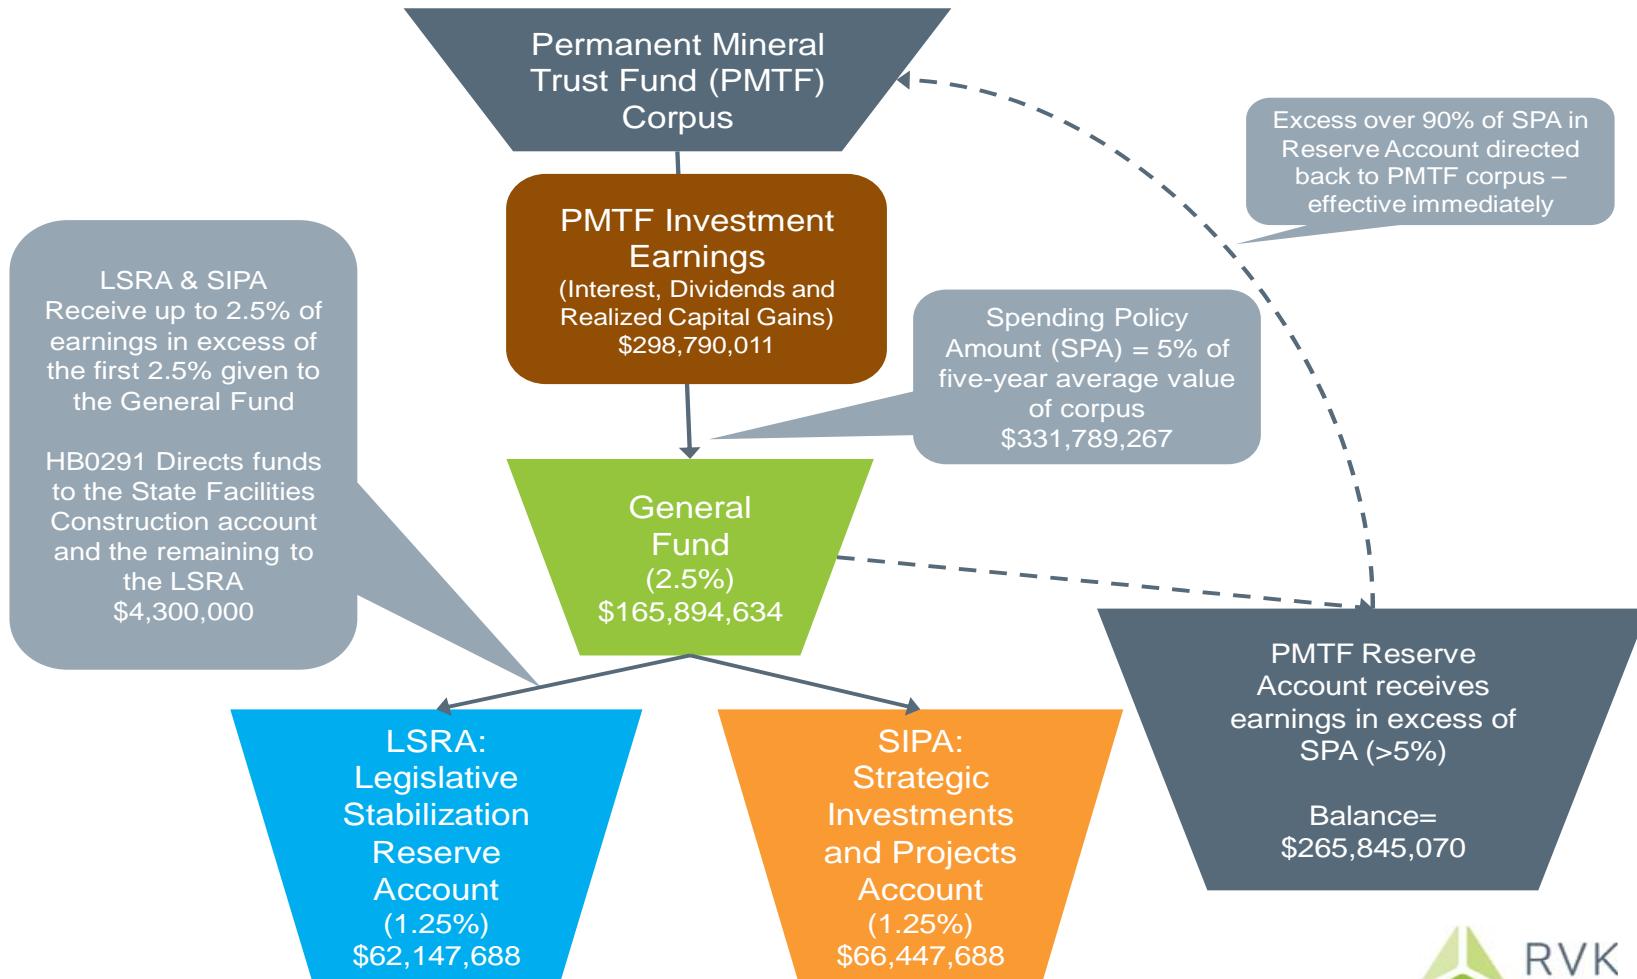 Permanent Mineral
Trust Fund (PMTF)
Corpus
PMTF Investment
Earnings
(Interest, Dividends and
Realized Capital Gains)
$298,790,011
Excess over 90% of SPA in
Reserve Account directed
back to PMTF corpus –
effective immediately
LSRA & SIPA
Receive up to 2.5% of
earnings in excess of
the first 2.5% given to
the General Fund
HB0291 Directs funds
to the State Facilities
Construction account
and the remaining to
the LSRA
$4,300,000
Spending Policy
Amount (SPA) = 5% of
five-year average value
of corpus
$331,789,267
General
Fund
(2.5%)
$165,894,634
PMTF Reserve
Account receives
earnings in excess of
SPA (>5%)
Balance=
$265,845,070
LSRA:
Legislative
Stabilization
Reserve
Account
(1.25%)
$62,147,688
SIPA:
Strategic
Investments
and Projects
Account
(1.25%)
$66,447,688
RVK